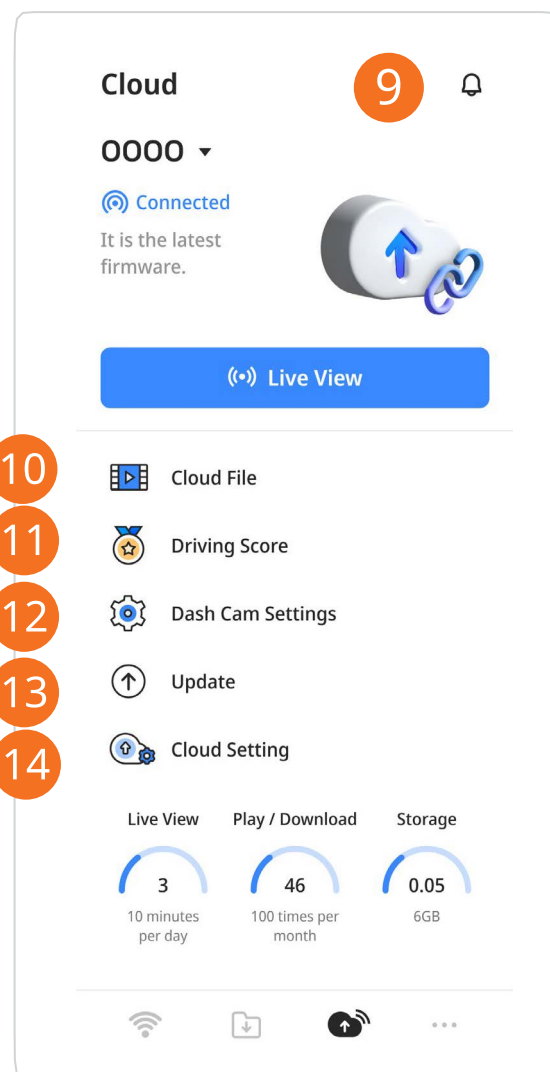 Cloud
9
OOOO
Connected
It is the latest
firmware.
Live View
10
Cloud File
11
Driving Score
12
Dash Cam Settings
13
Update
14
Cloud Setting
Live View Play / Download Storage
3 46 0.05
10 minutes 100 times per 6GB
per day month